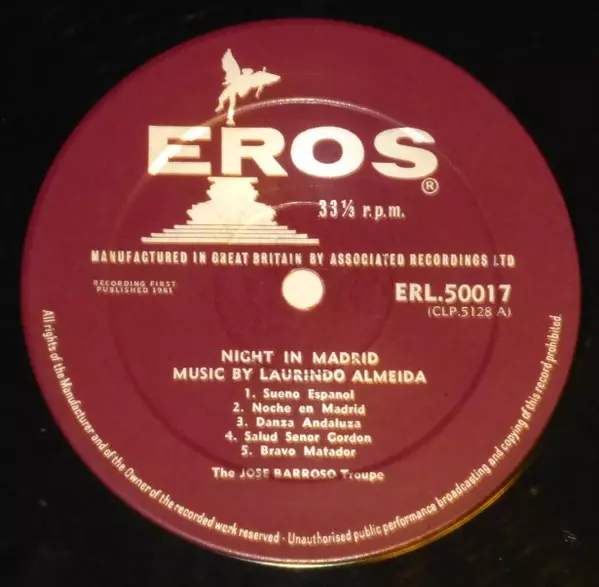 EROS
®
33⅓ r.p.m.
MANUFACTURED IN GREAT BRITAIN BY ASSOCIATED RECORDINGS LTD
RECORDING FIRST
PUBLISHED 1961
ERL.50017
(CLP.5128 A)
NIGHT IN MADRID
MUSIC BY LAURINDO ALMEIDA
1. Sueno Espanol
2. Noche en Madrid
3. Danza Andaluza
4. Salud Senor Gordon
5. Bravo Matador
The JOSE BARROSO Troupe
All rights of the Manufacturer and of the Owner of the recorded work reserved · Unauthorised public performance broadcasting and copying of this record prohibited.